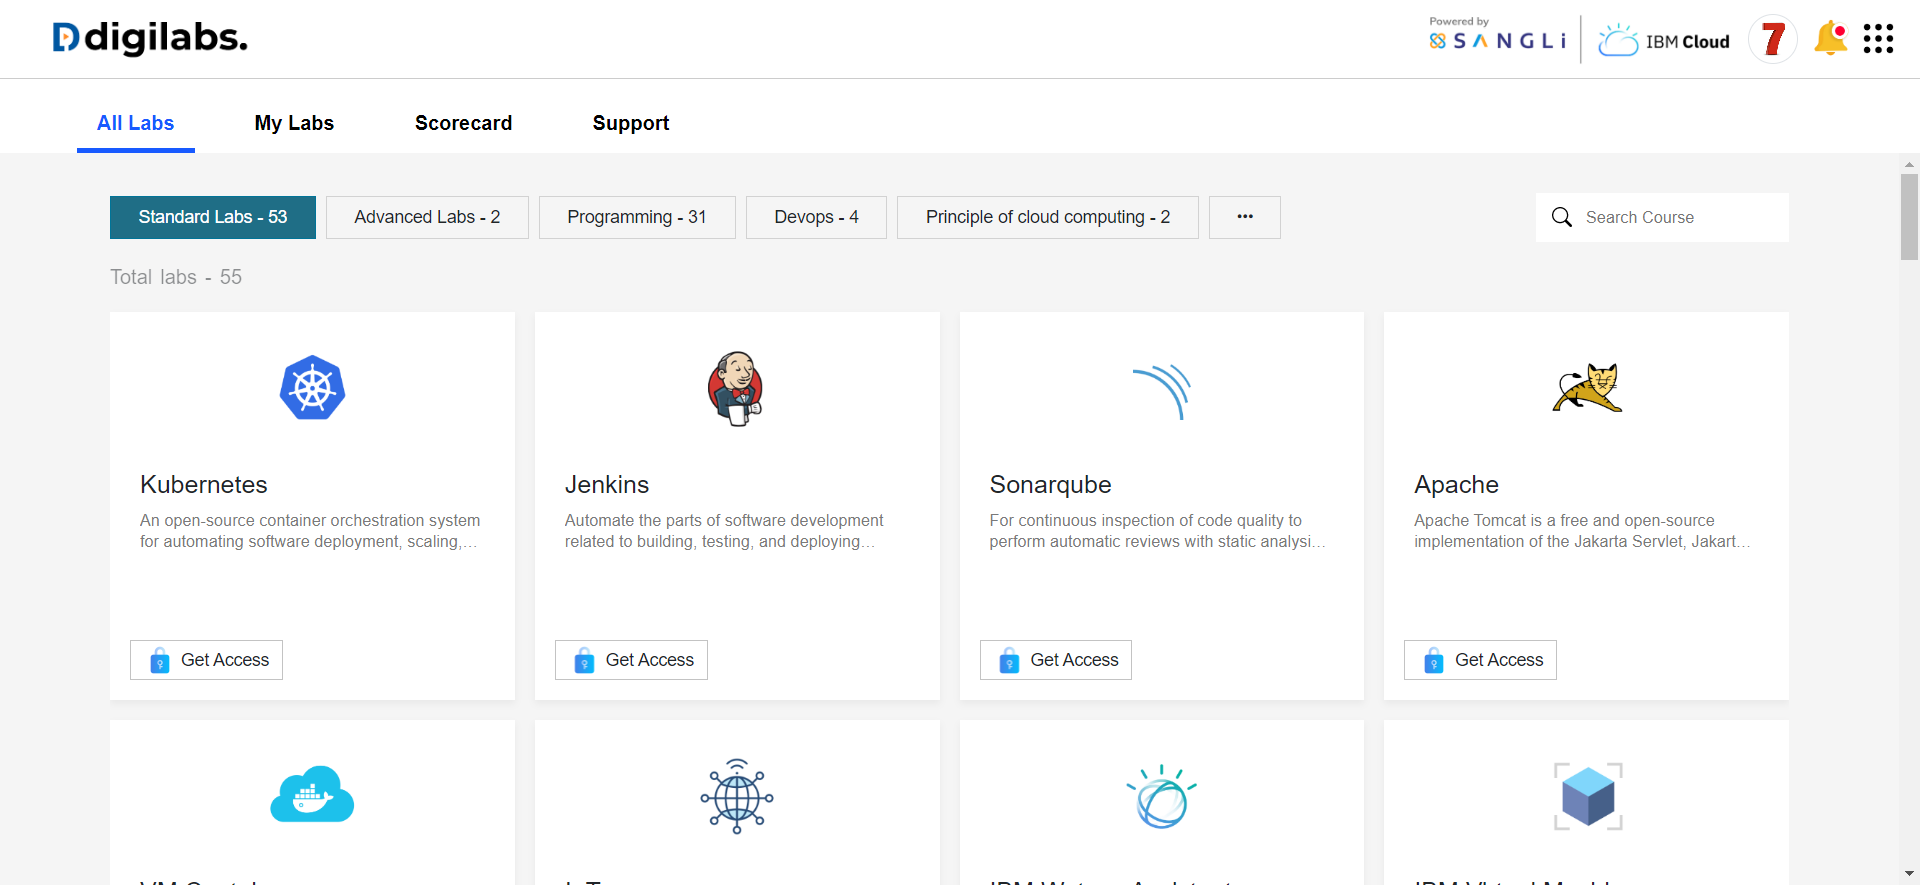 digilabs.
Powered by
SANGLi
IBM Cloud
7
All Labs
My Labs
Scorecard
Support
Standard Labs - 53
Advanced Labs - 2
Programming - 31
Devops - 4
Principle of cloud computing - 2
...
Search Course
Total labs - 55
Kubernetes
An open-source container orchestration system
for automating software deployment, scaling,...
Get Access
Jenkins
Automate the parts of software development
related to building, testing, and deploying...
Get Access
Sonarqube
For continuous inspection of code quality to
perform automatic reviews with static analysi...
Get Access
Apache
Apache Tomcat is a free and open-source
implementation of the Jakarta Servlet, Jakart...
Get Access